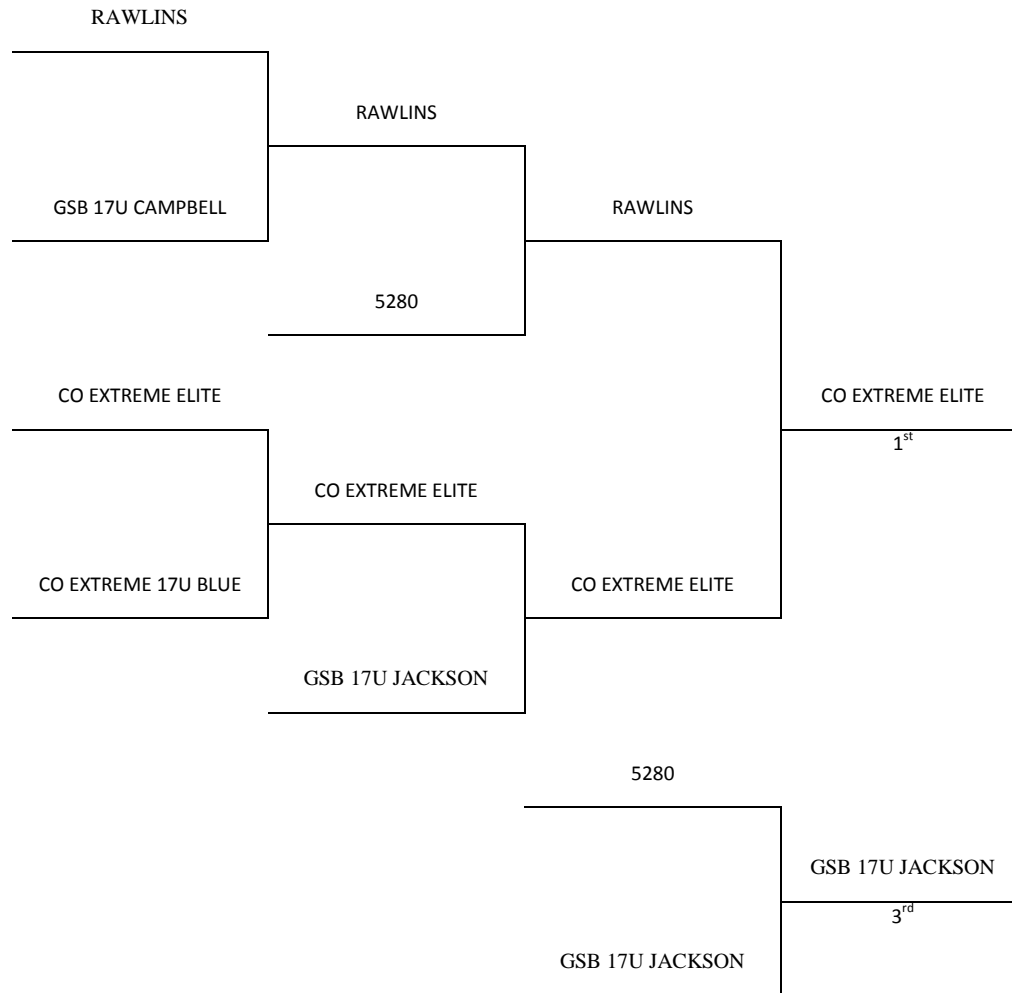 RAWLINS
RAWLINS
GSB 17U CAMPBELL
RAWLINS
5280
CO EXTREME ELITE
CO EXTREME ELITE
1st
CO EXTREME ELITE
CO EXTREME 17U BLUE
CO EXTREME ELITE
GSB 17U JACKSON
5280
GSB 17U JACKSON
3rd
GSB 17U JACKSON